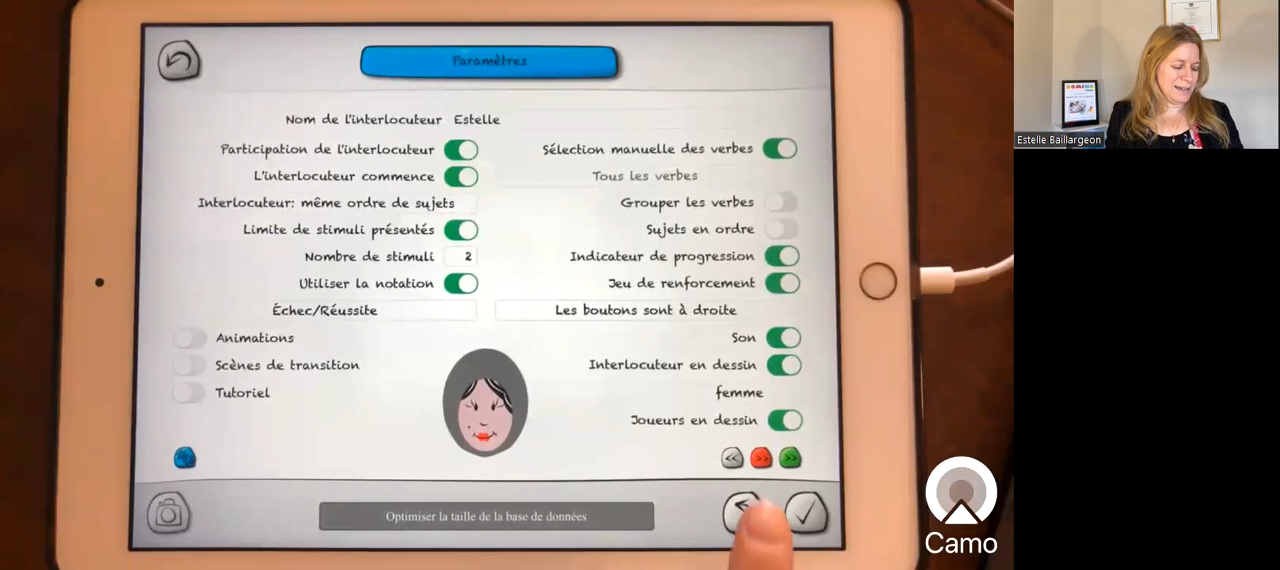 Paramètres
Nom de l'interlocuteur Estelle
Participation de l'interlocuteur
L'interlocuteur commence
Interlocuteur: même ordre de sujets
Limite de stimuli présentés
Nombre de stimuli 2
Utiliser la notation
Échec/Réussite
Animations
Scènes de transition
Tutoriel
Sélection manuelle des verbes
Tous les verbes
Grouper les verbes
Sujets en ordre
Indicateur de progression
Jeu de renforcement
Les boutons sont à droite
Son
Interlocuteur en dessin
femme
Joueurs en dessin
<< >> >>
Optimiser la taille de la base de données
Estelle Baillargeon
DOMINO
Camo